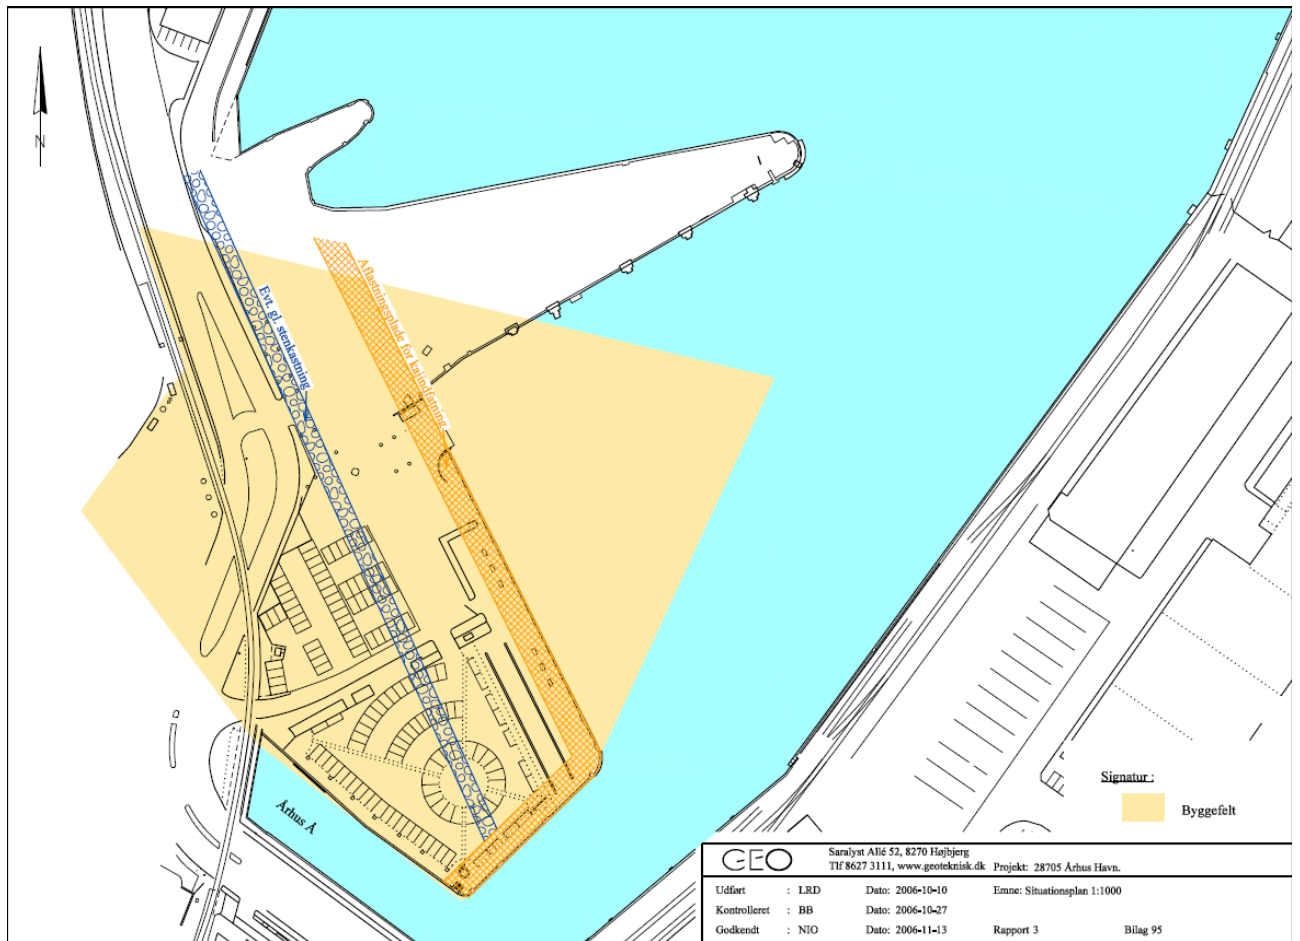 N
Evt. gl. stenkastning
Aflastningsplade for kajindfatning
Århus Å
Signatur :
Byggefelt
GEO
Saralyst Allé 52, 8270 Højbjerg
Tlf 8627 3111, www.geoteknisk.dk Projekt: 28705 Århus Havn.
Udført : LRD Dato: 2006-10-10 Emne: Situationsplan 1:1000
Kontrolleret : BB Dato: 2006-10-27
Godkendt : NIO Dato: 2006-11-13 Rapport 3 Bilag 95